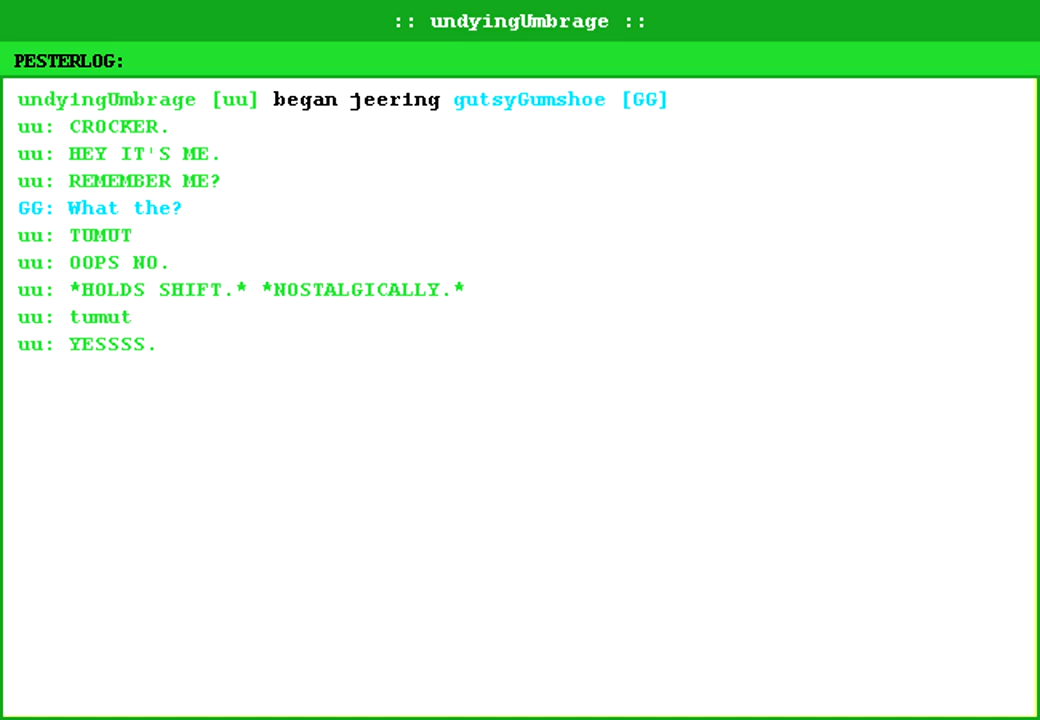 :: undyingUmbrage ::
PESTERLOG:
undyingUmbrage [uu] began jeering gutsyGumshoe [GG]
uu: CROCKER.
uu: HEY IT'S ME.
uu: REMEMBER ME?
GG: What the?
uu: TUMUT
uu: OOPS NO.
uu: *HOLDS SHIFT.* *NOSTALGICALLY.*
uu: tumut
uu: YESSSS.